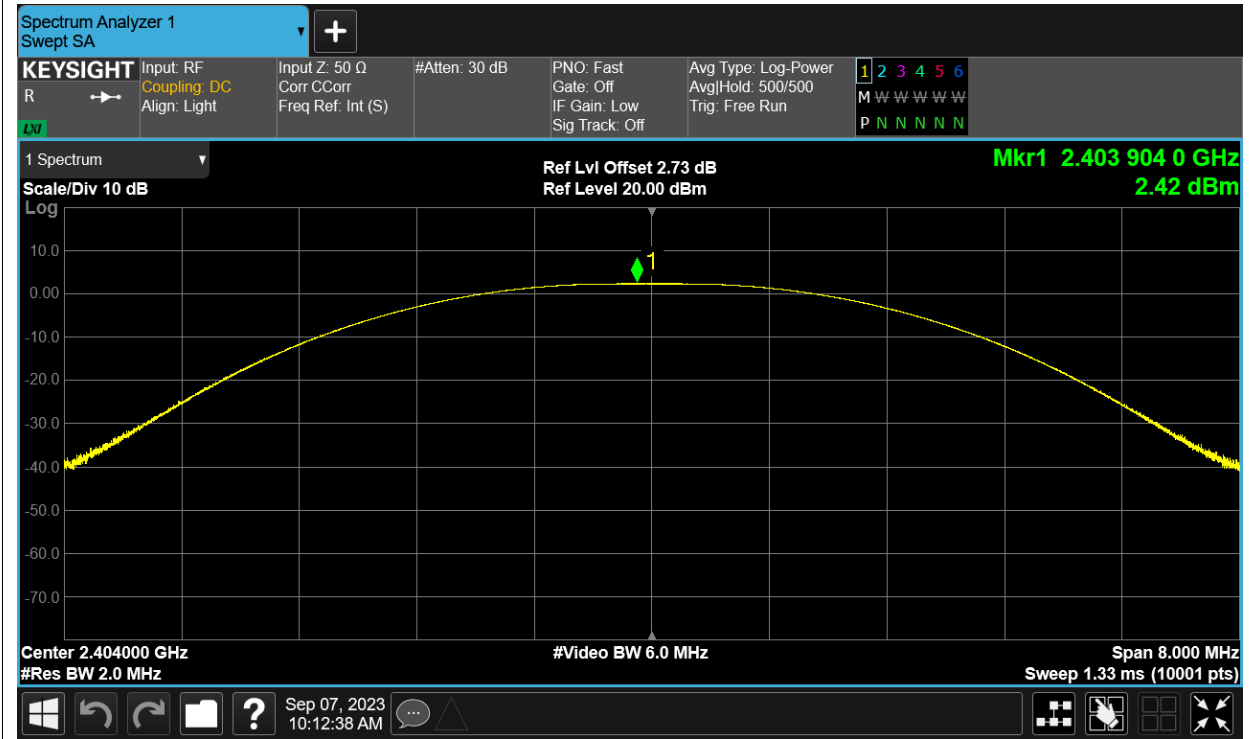 Spectrum Analyzer 1
Swept SA
+
KEYSIGHT
R
LXI
Input: RF
Coupling: DC
Align: Light
Input Z: 50 Ω
Corr CCorr
Freq Ref: Int (S)
#Atten: 30 dB
PNO: Fast
Gate: Off
IF Gain: Low
Sig Track: Off
Avg Type: Log-Power
Avg|Hold: 500/500
Trig: Free Run
1 2 3 4 5 6
M W W W W W
P N N N N N
1 Spectrum
Scale/Div 10 dB
Ref Lvl Offset 2.73 dB
Ref Level 20.00 dBm
Mkr1 2.403 904 0 GHz
2.42 dBm
Log
10.0
0.00
-10.0
-20.0
-30.0
-40.0
-50.0
-60.0
-70.0
1
Center 2.404000 GHz
#Res BW 2.0 MHz
#Video BW 6.0 MHz
Span 8.000 MHz
Sweep 1.33 ms (10001 pts)
?
Sep 07, 2023
10:12:38 AM